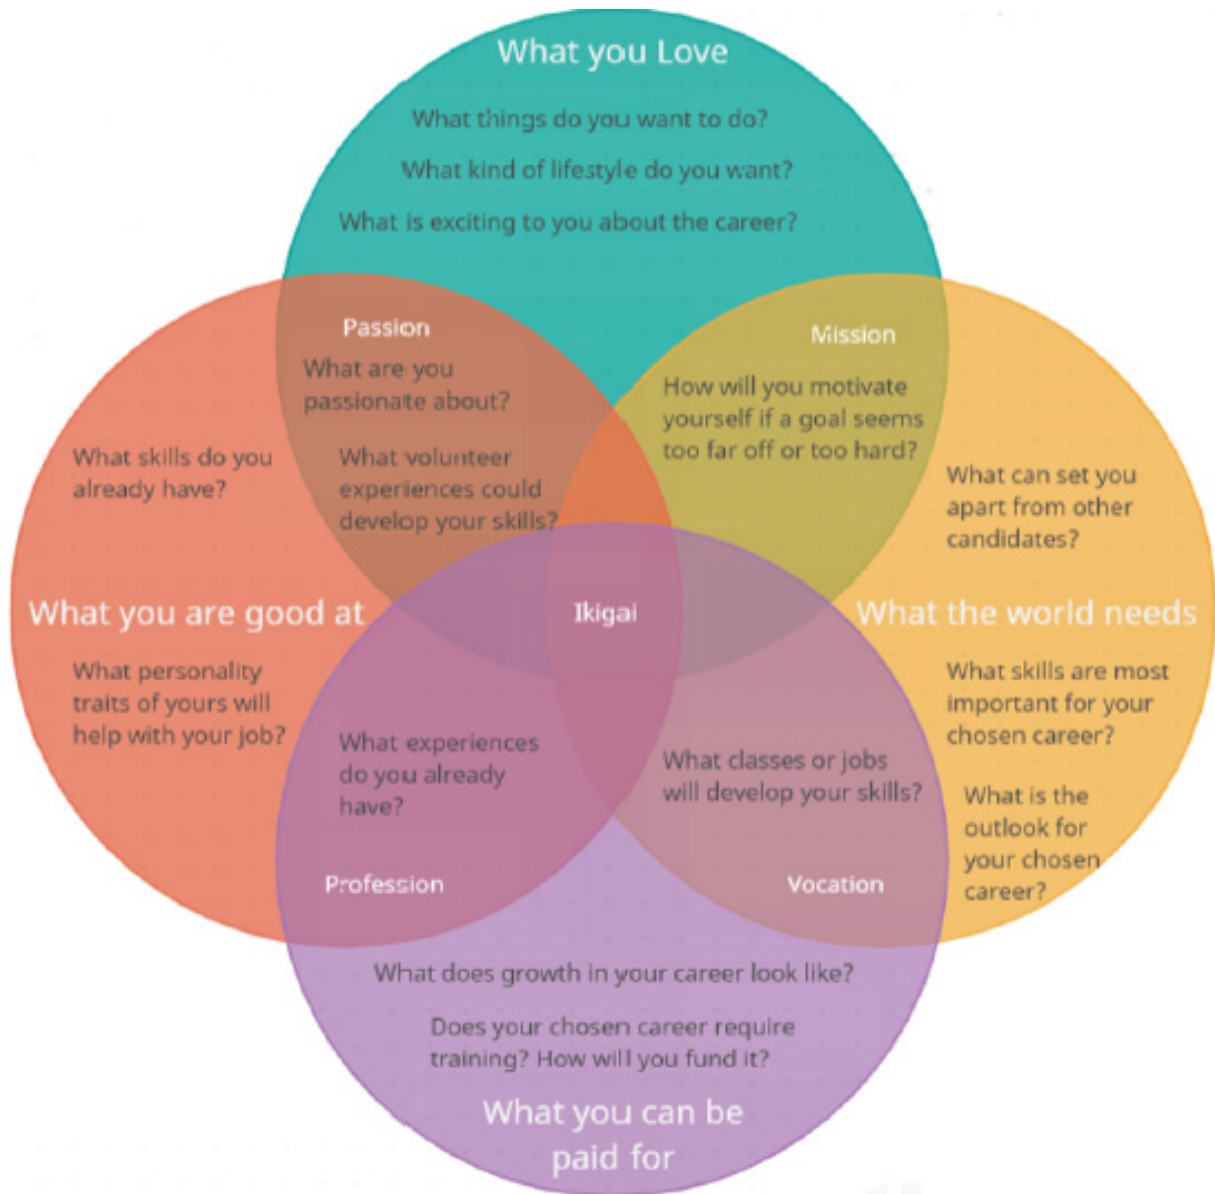 What you Love
What things do you want to do?
What kind of lifestyle do you want?
What is exciting to you about the career?
Passion
What are you
passionate about?
What volunteer
experiences could
develop your skills?
Mission
How will you motivate
yourself if a goal seems
too far off or too hard?
What skills do you
already have?
What you are good at
What personality
traits of yours will
help with your job?
Ikigai
What can set you
apart from other
candidates?
What the world needs
What skills are most
important for your
chosen career?
What is the
outlook for
your chosen
career?
What experiences
do you already
have?
Profession
What classes or jobs
will develop your skills?
Vocation
What does growth in your career look like?
Does your chosen career require
training? How will you fund it?
What you can be
paid for